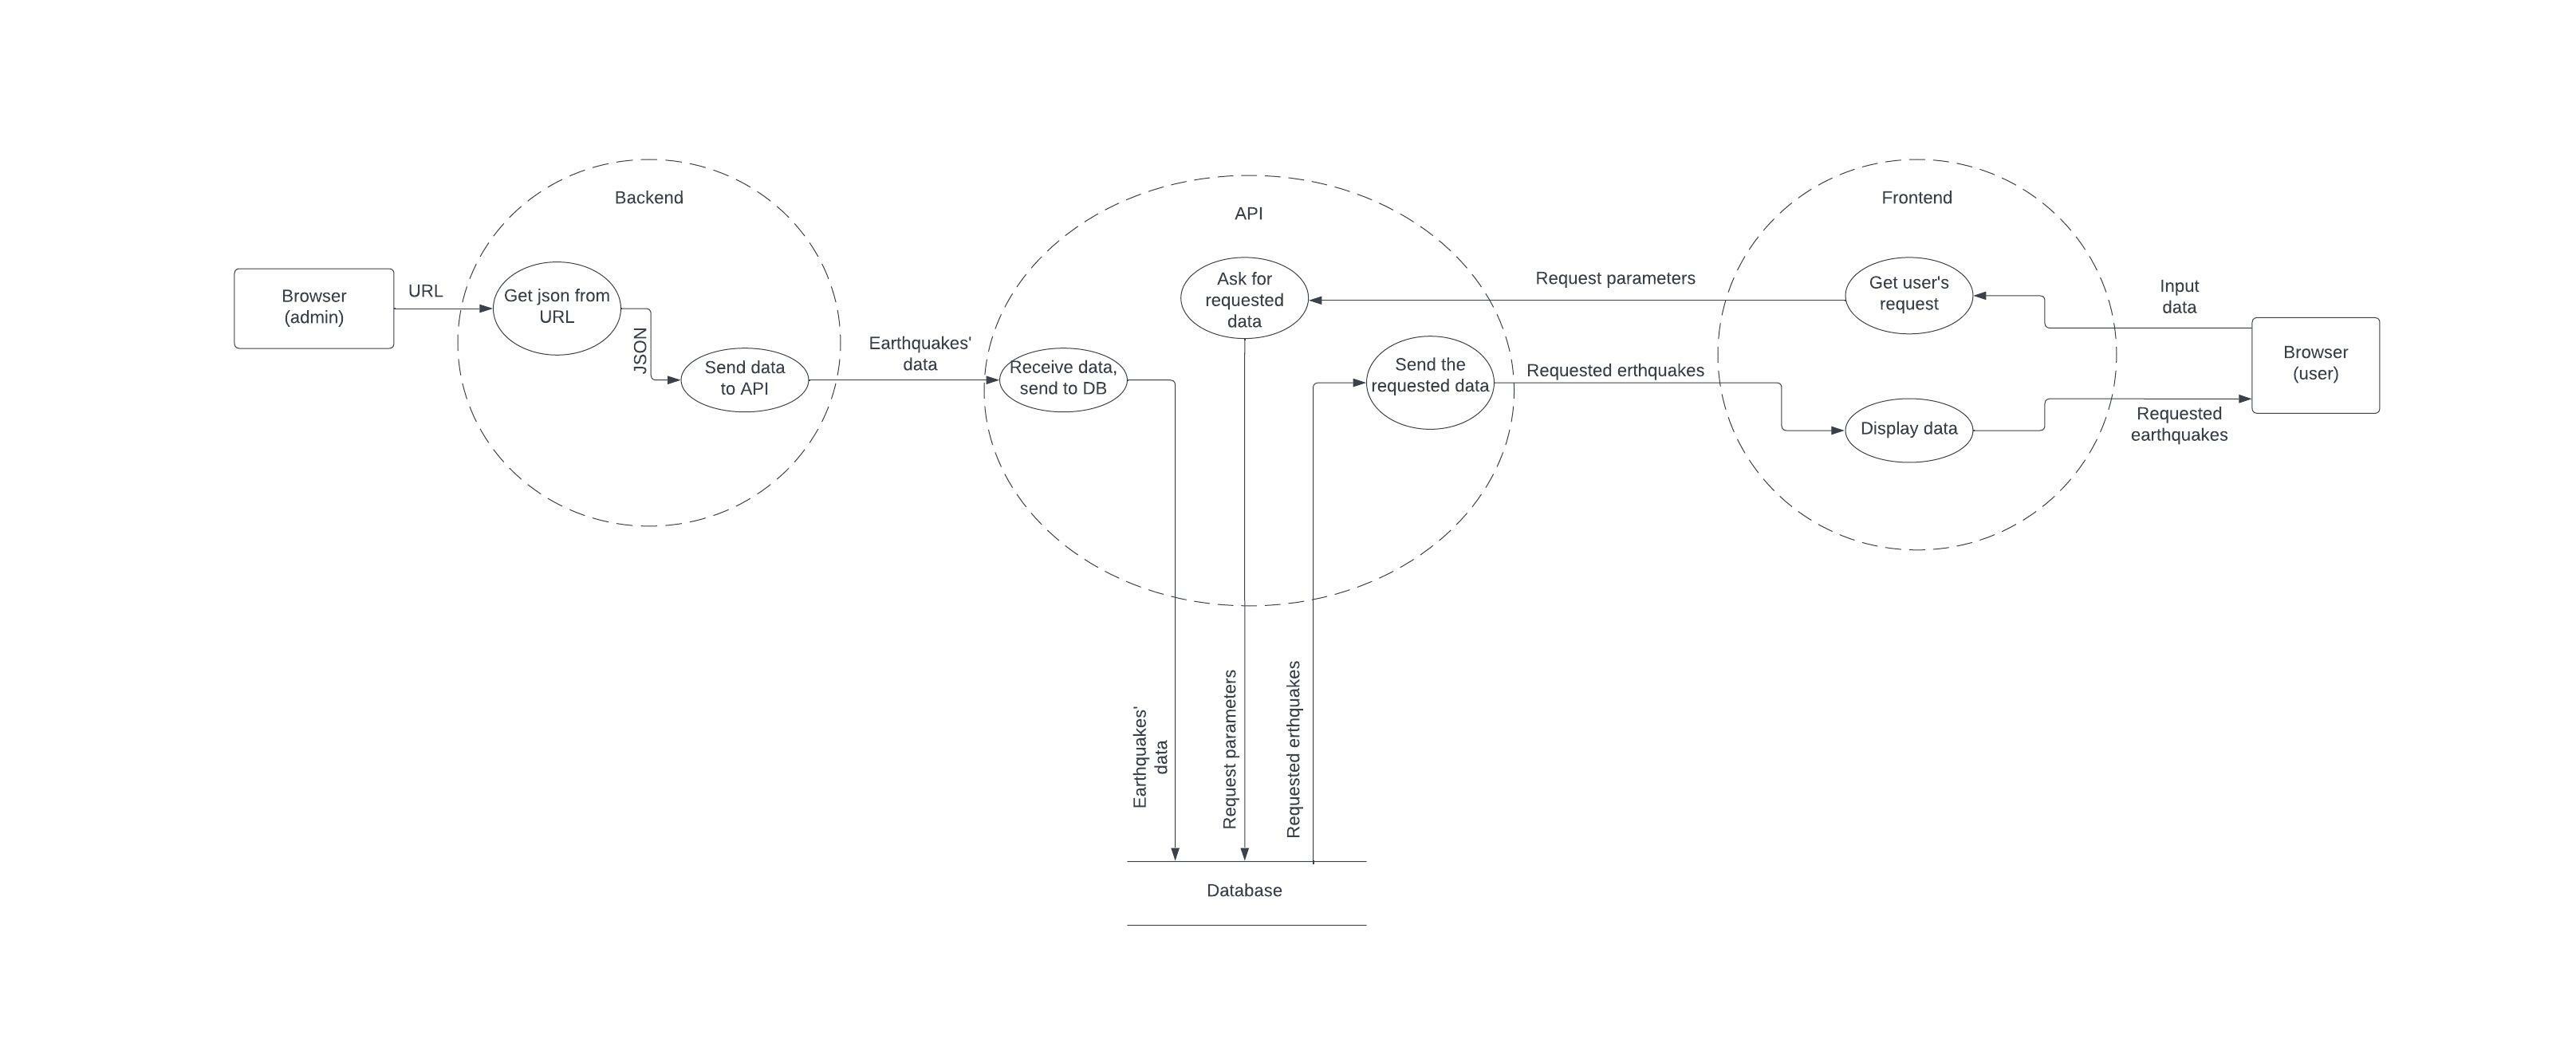 Backend
Browser
(admin)
URL
Get json from
URL
JSON
Send data
to API
Earthquakes'
data
API
Receive data,
send to DB
Ask for
requested
data
Send the
requested data
Request parameters
Requested erthquakes
Frontend
Get user's
request
Display data
Input
data
Browser
(user)
Requested
earthquakes
Earthquakes'
data
Request parameters
Requested erthquakes
Database